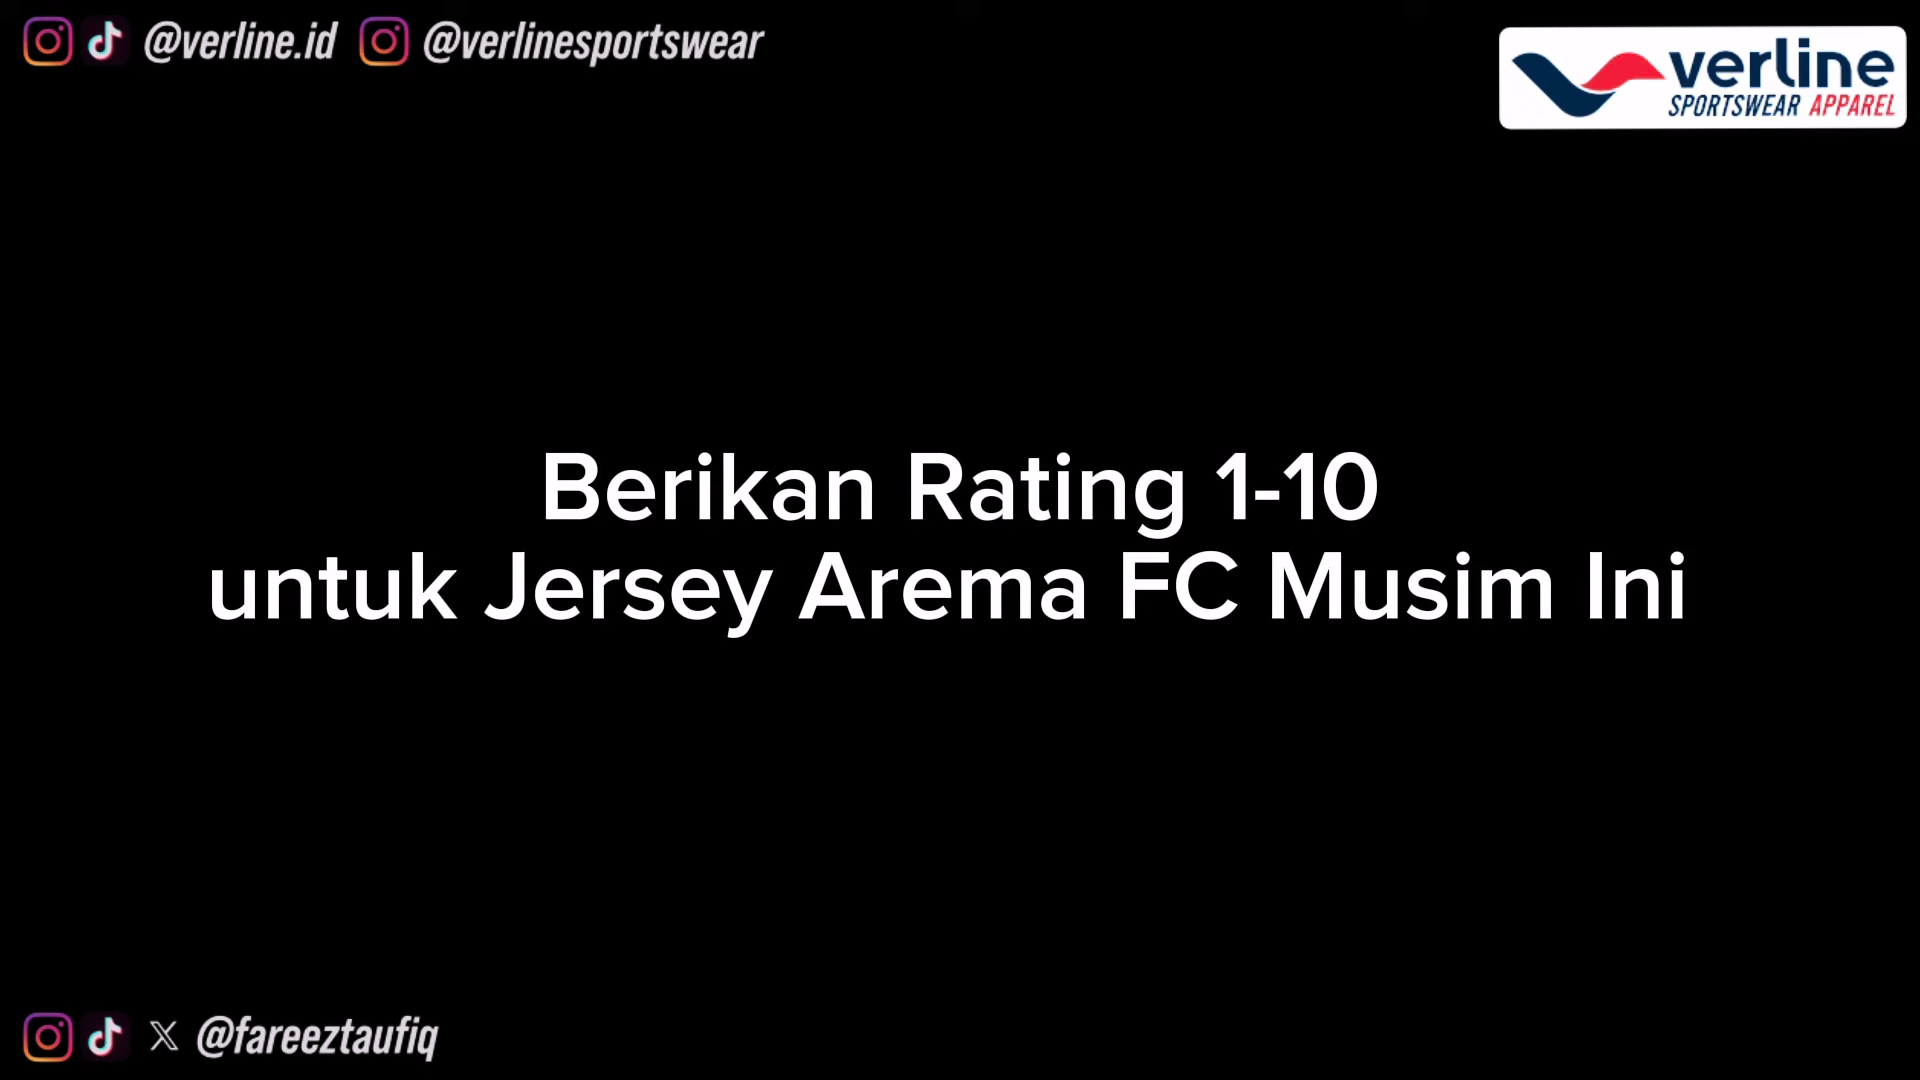 @verline.id @verlinesportswear
verline
SPORTSWEAR APPAREL
Berikan Rating 1-10
untuk Jersey Arema FC Musim Ini
@fareeztaufiq